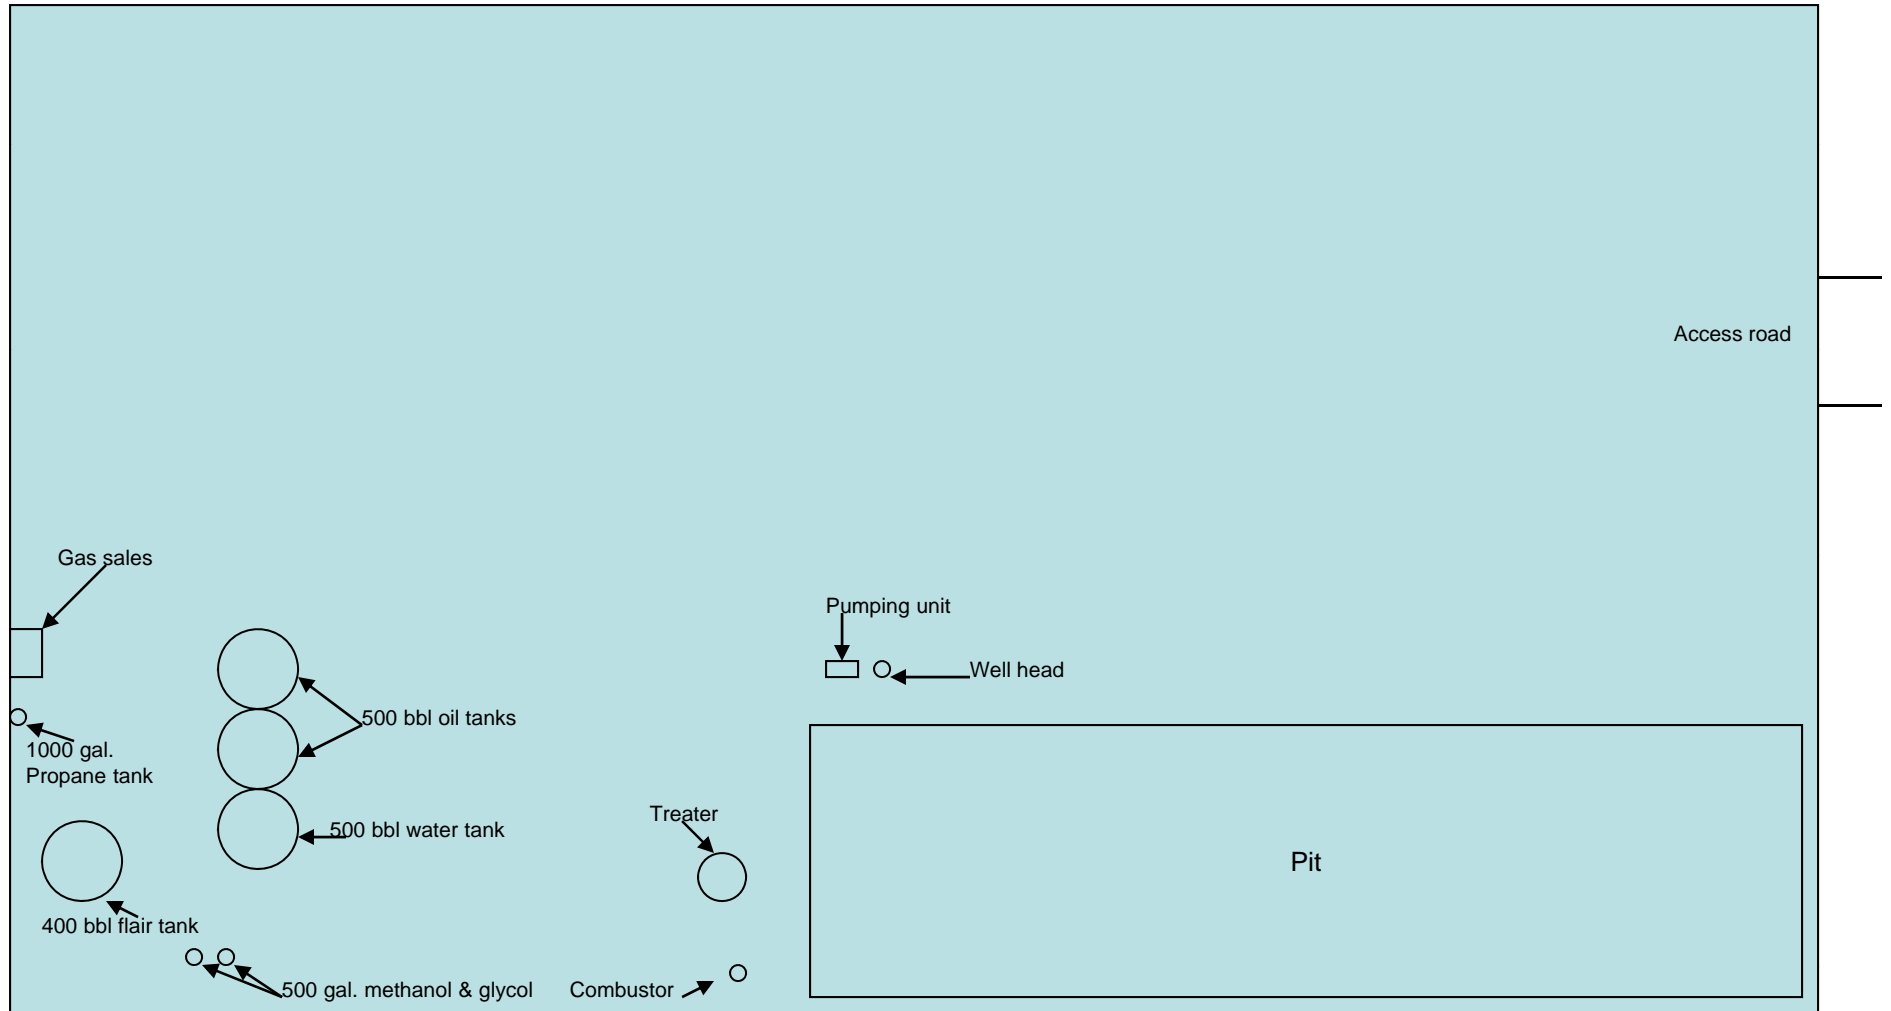 Access road
Gas sales
Pumping unit
Well head
500 bbl oil tanks
1000 gal.
Propane tank
Treater
500 bbl water tank
Pit
400 bbl flair tank
500 gal. methanol & glycol
Combustor